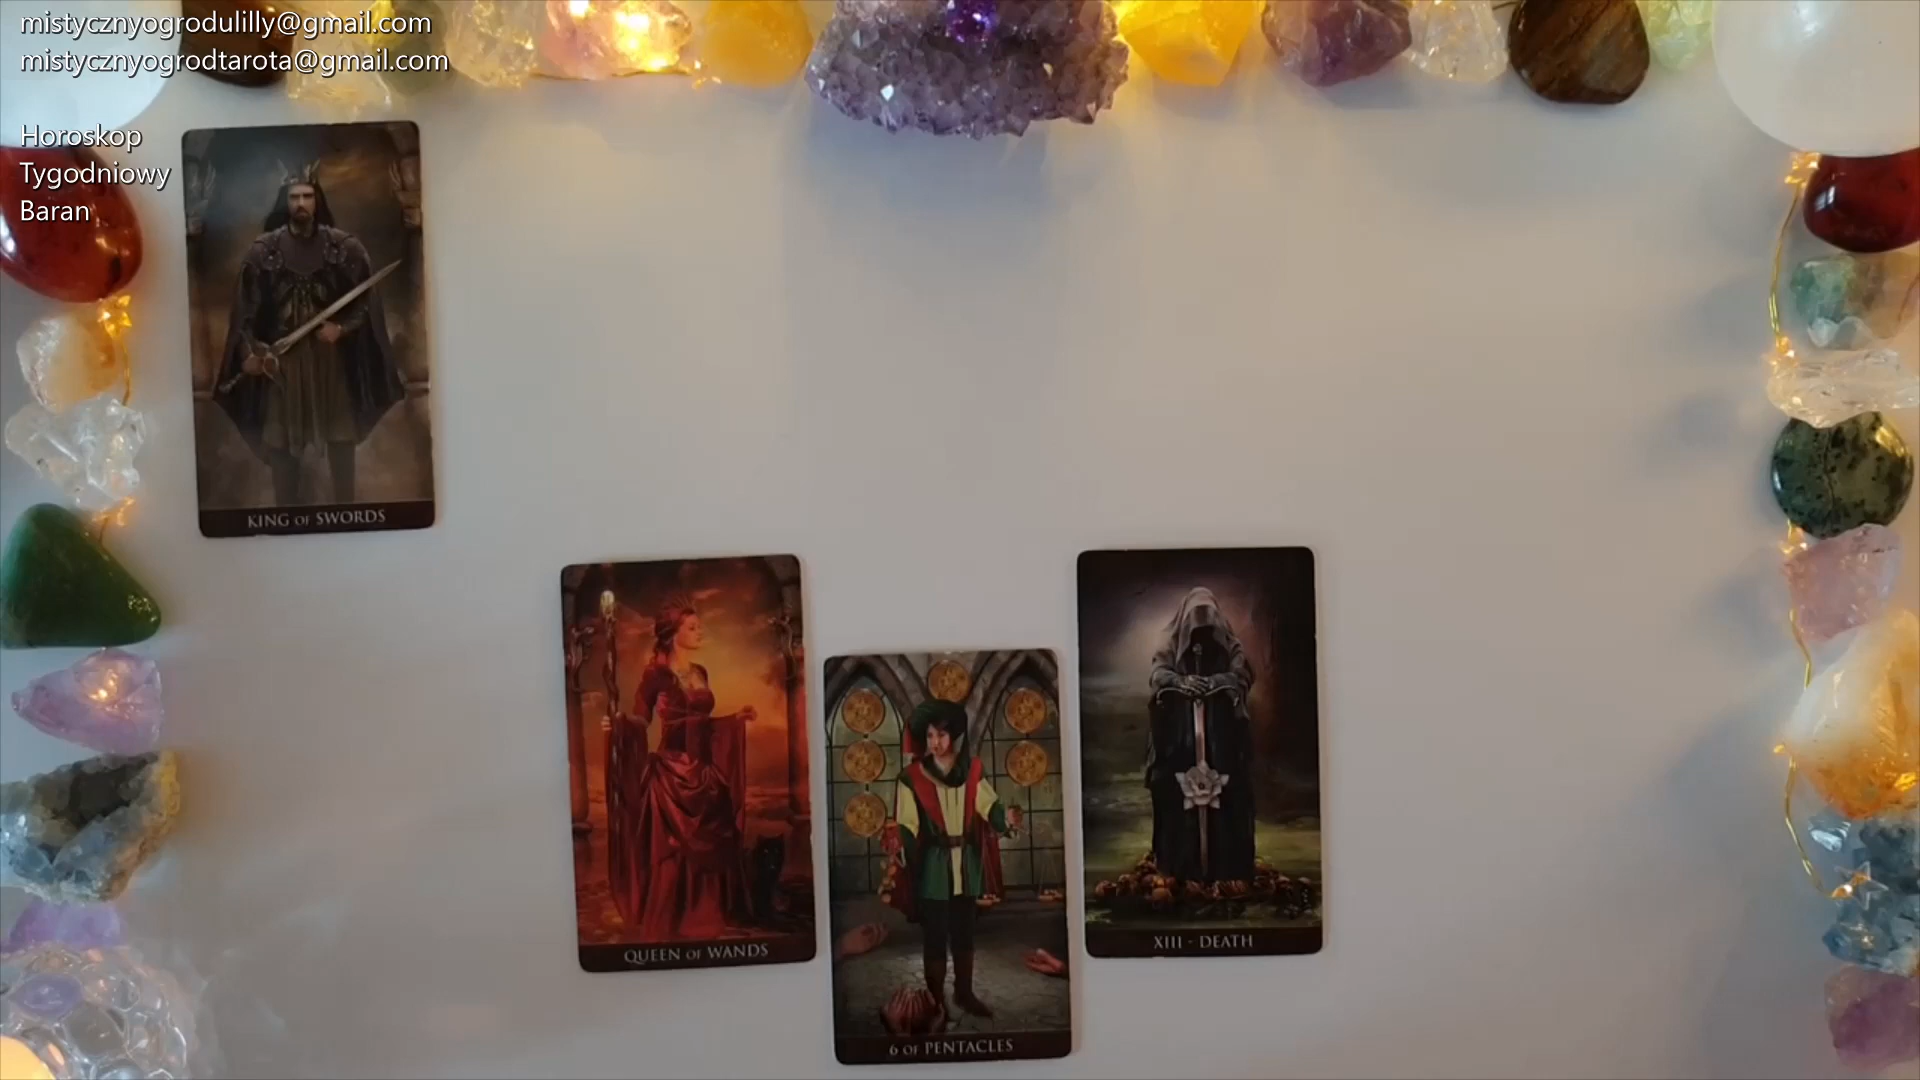 mistycznyogrodulilly@gmail.com
mistycznyogrodtarota@gmail.com
Horoskop
Tygodniowy
Baran
KING OF SWORDS
QUEEN OF WANDS
6 OF PENTACLES
XIII - DEATH